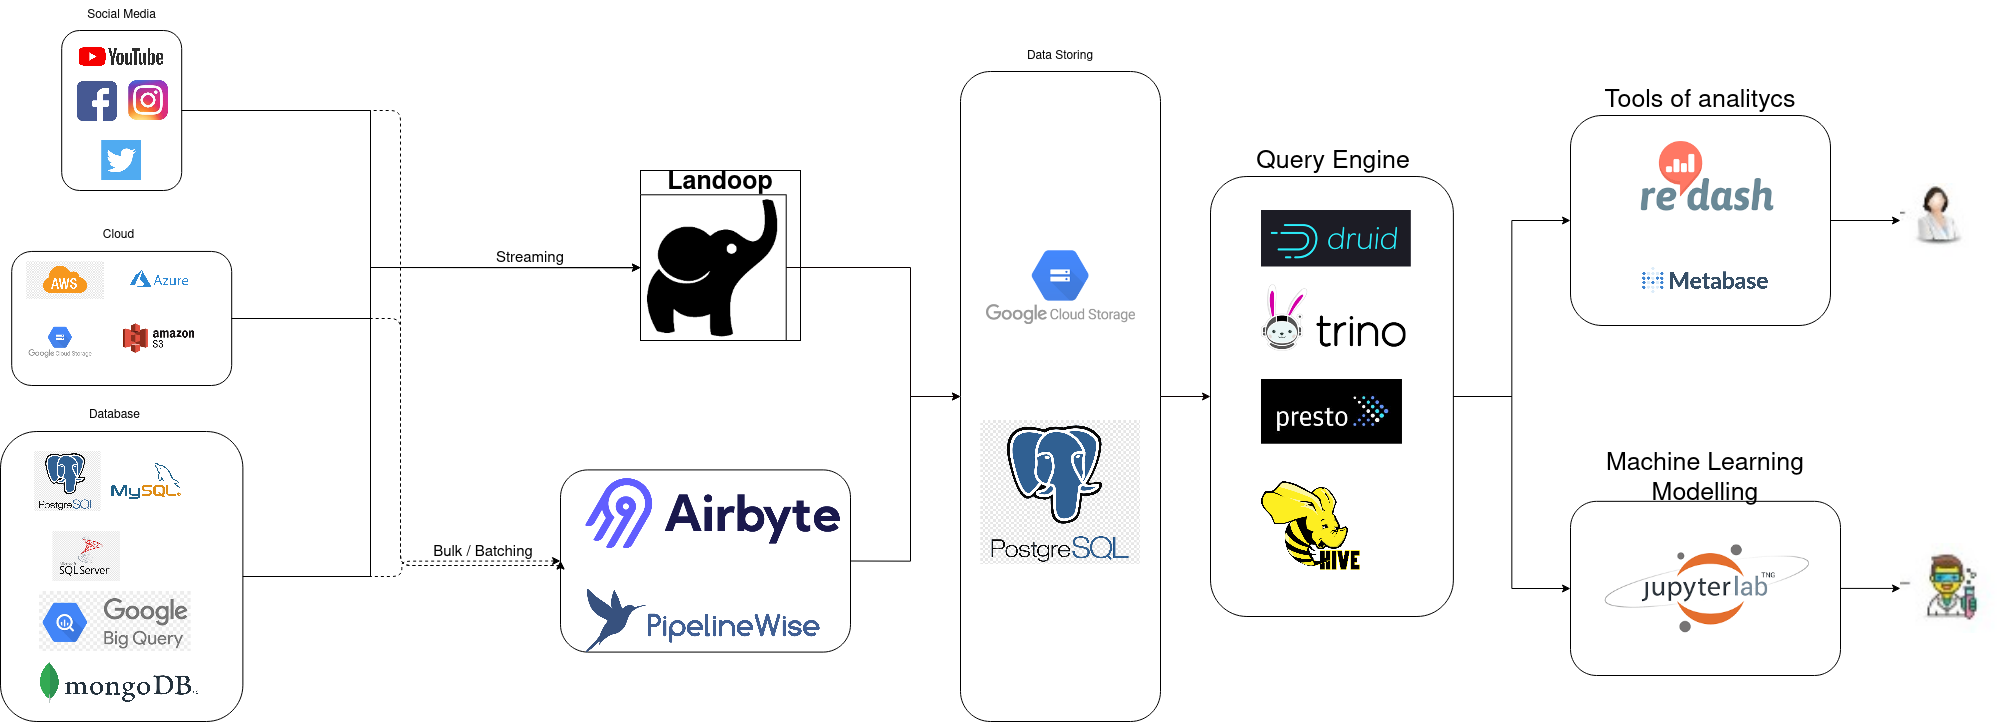 Social Media
YouTube
Cloud
AWS
Azure
Google Cloud Storage
amazon
S3
Database
PostgreSQL
MySQL
SQL Server
Google
Big Query
mongoDB
Streaming
Landoop
Bulk / Batching
Airbyte
PipelineWise
Data Storing
Google Cloud Storage
PostgreSQL
Query Engine
druid
trino
presto
HIVE
Tools of analitycs
redash
Metabase
Machine Learning
Modelling
jupyterlab TNG